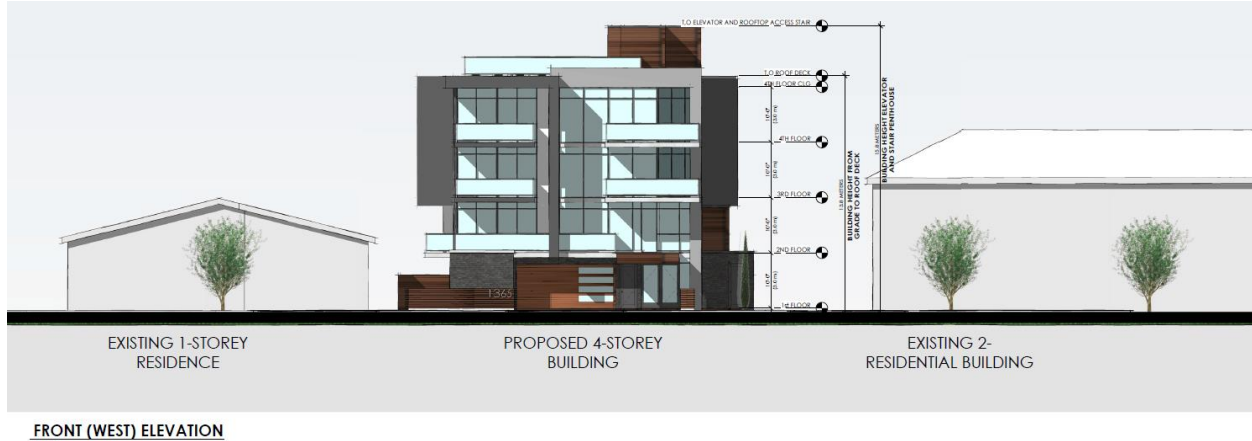 T.O ELEVATOR AND ROOFTOP ACCESS STAIR
T.O ROOF DECK
4TH FLOOR CLG
4TH FLOOR
3RD FLOOR
2ND FLOOR
1st FLOOR
BUILDING HEIGHT FROM
GRADE TO ROOF DECK
BUILDING HEIGHT ELEVATOR
AND STAIR PENTHOUSE
1365
EXISTING 1-STOREY
RESIDENCE
PROPOSED 4-STOREY
BUILDING
EXISTING 2-
RESIDENTIAL BUILDING
FRONT (WEST) ELEVATION